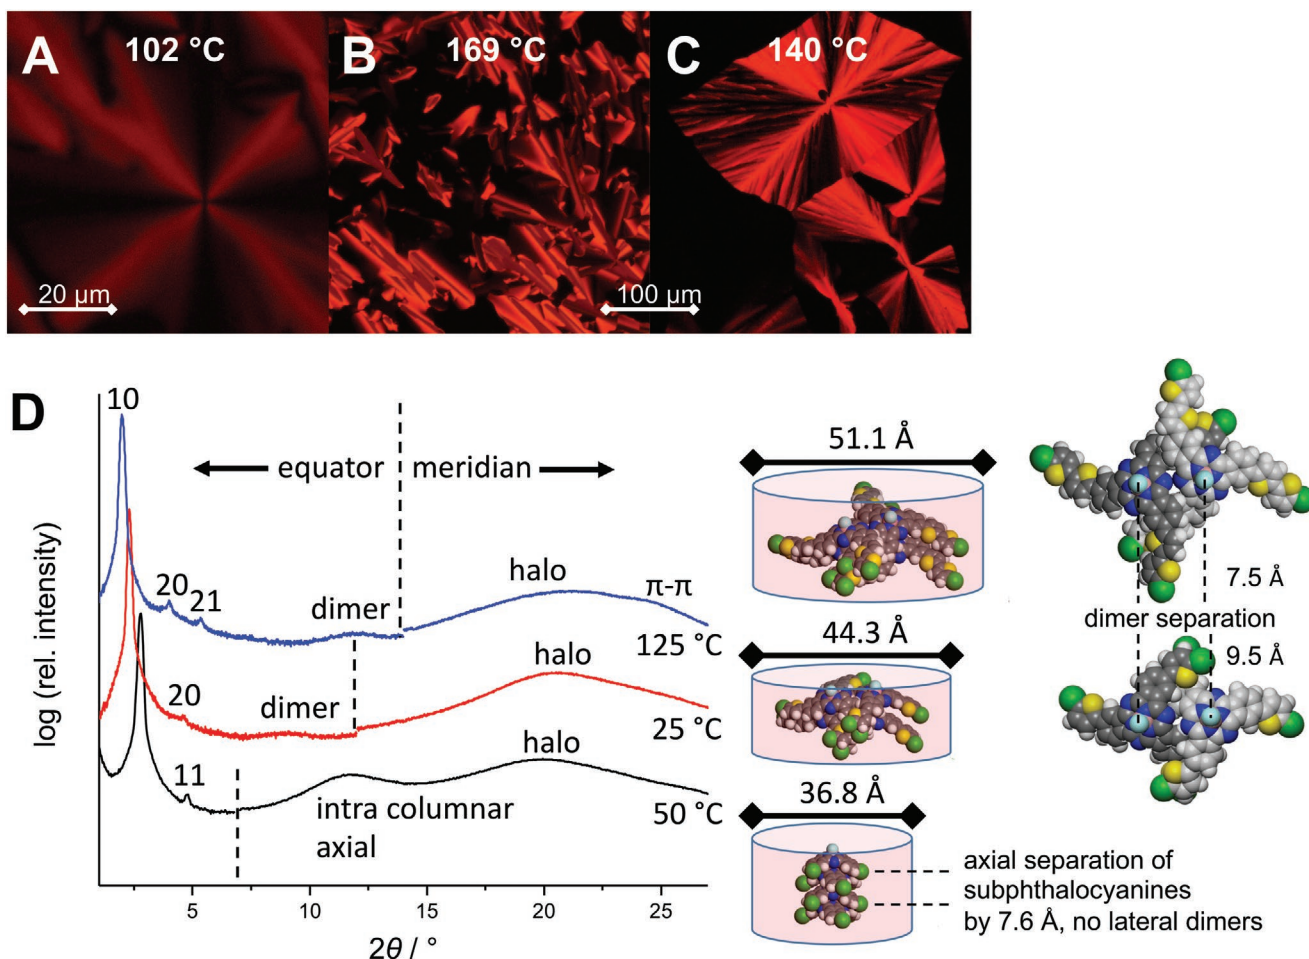 A
102 °C
20 µm
B
169 °C
C
140 °C
100 µm
D
10
equator
meridian
20
21
dimer
halo
π-π
125 °C
20
dimer
halo
25 °C
11
intra columnar
axial
halo
50 °C
log (rel. intensity)
5
10
15
20
25
2θ / °
51.1 Å
44.3 Å
36.8 Å
7.5 Å
dimer separation
9.5 Å
axial separation of
subphthalocyanines
by 7.6 Å, no lateral dimers